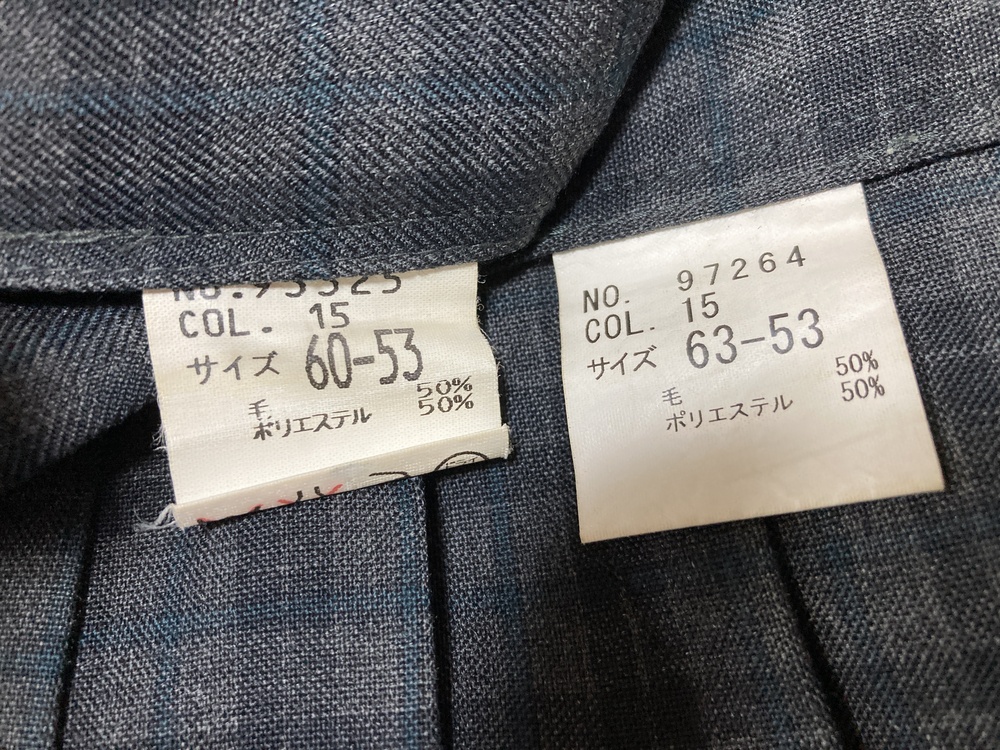 COL. 15
サイズ 60-53
毛 50%
ポリエステル 50%
NO. 97264
COL. 15
サイズ 63-53
毛 50%
ポリエステル 50%